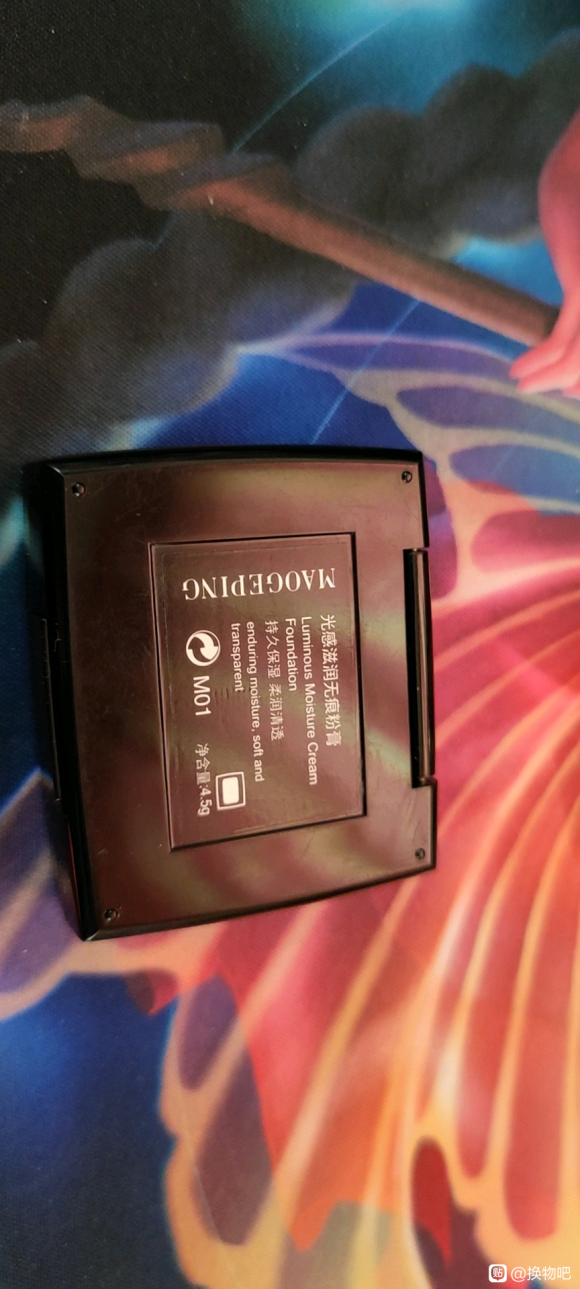 MAOGEPING
光感滋润无痕粉膏
Luminous Moisture Cream
Foundation
持久保湿 柔润清透
enduring moisture, soft and
transparent
M01
净含量:4.5g
贴 @换物吧